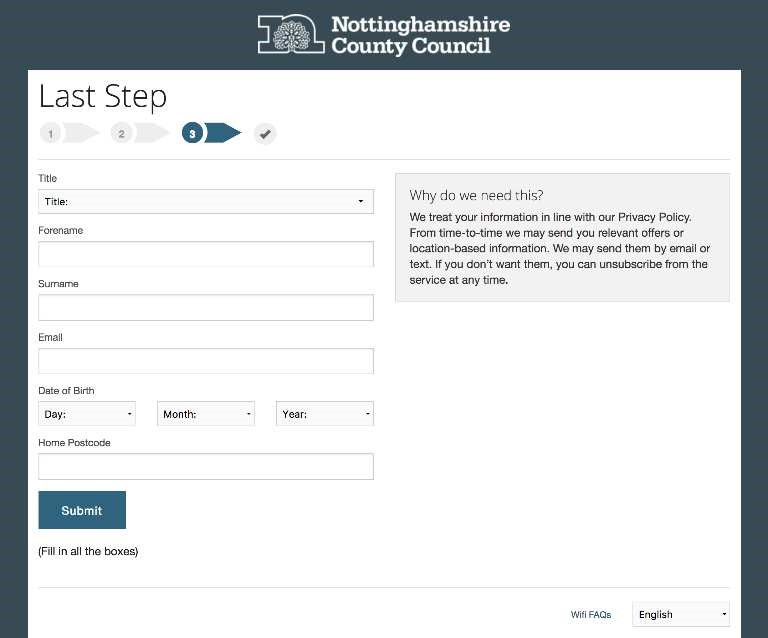 Nottinghamshire
County Council
Last Step
1 2 3
Title
Title:
Forename
Surname
Email
Date of Birth
Day: Month: Year:
Home Postcode
Submit
(Fill in all the boxes)
Why do we need this?
We treat your information in line with our Privacy Policy.
From time-to-time we may send you relevant offers or
location-based information. We may send them by email or
text. If you don’t want them, you can unsubscribe from the
service at any time.
Wifi FAQs English